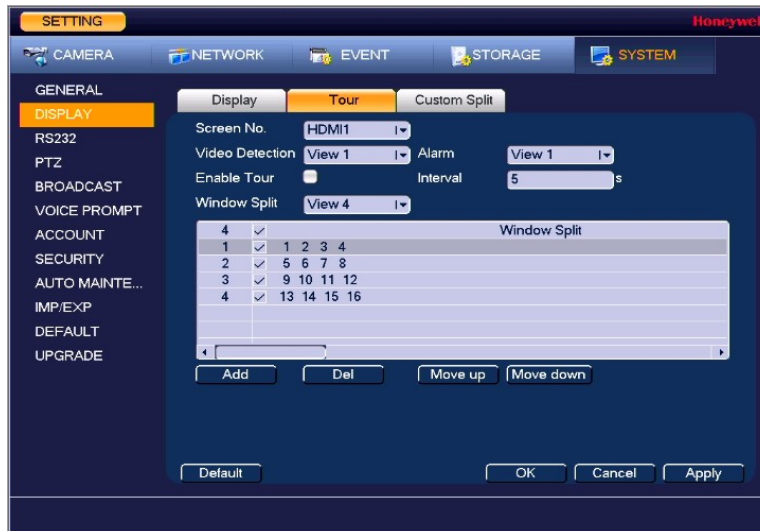 SETTING
Honeywel
CAMERA NETWORK EVENT STORAGE SYSTEM
GENERAL
DISPLAY
RS232
PTZ
BROADCAST
VOICE PROMPT
ACCOUNT
SECURITY
AUTO MAINTE...
IMP/EXP
DEFAULT
UPGRADE
Display Tour Custom Split
Screen No. HDMI1
Video Detection View 1 Alarm View 1
Enable Tour Interval 5 s
Window Split View 4
4 Window Split
1 1 2 3 4
2 5 6 7 8
3 9 10 11 12
4 13 14 15 16
Add Del Move up Move down
Default OK Cancel Apply